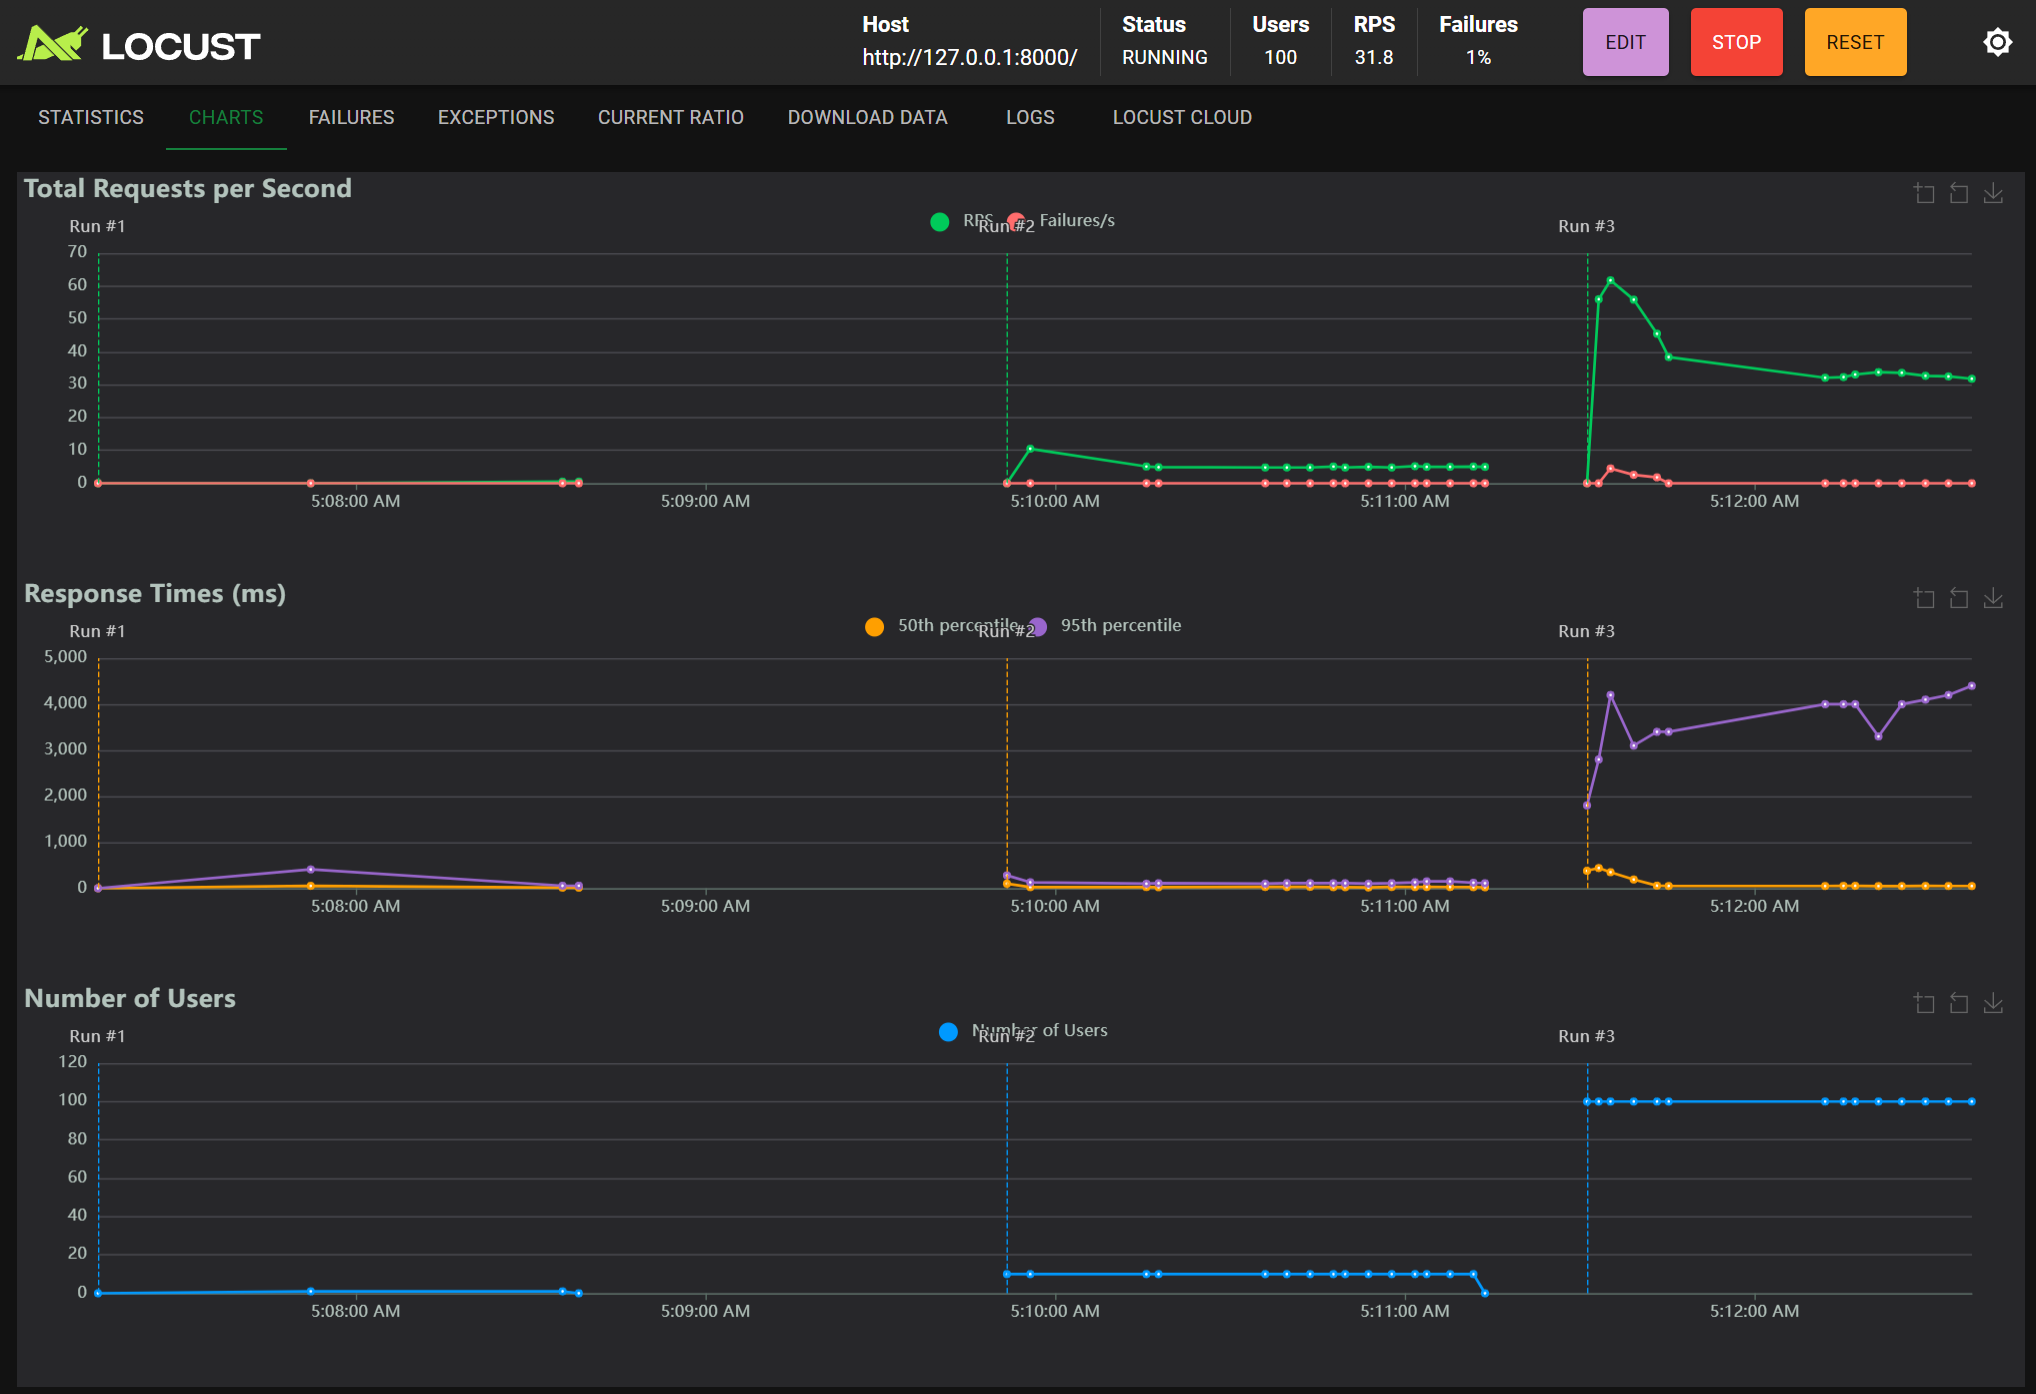 LOCUST
Host Status Users RPS Failures
http://127.0.0.1:8000/ RUNNING 100 31.8 1%
EDIT STOP RESET
STATISTICS CHARTS FAILURES EXCEPTIONS CURRENT RATIO DOWNLOAD DATA LOGS LOCUST CLOUD
Total Requests per Second
RPS Failures/s
Run #1 Run #2 Run #3
70
60
50
40
30
20
10
0
5:08:00 AM 5:09:00 AM 5:10:00 AM 5:11:00 AM 5:12:00 AM
Response Times (ms)
50th percentile 95th percentile
Run #1 Run #2 Run #3
5,000
4,000
3,000
2,000
1,000
0
5:08:00 AM 5:09:00 AM 5:10:00 AM 5:11:00 AM 5:12:00 AM
Number of Users
Number of Users
Run #1 Run #2 Run #3
120
100
80
60
40
20
0
5:08:00 AM 5:09:00 AM 5:10:00 AM 5:11:00 AM 5:12:00 AM